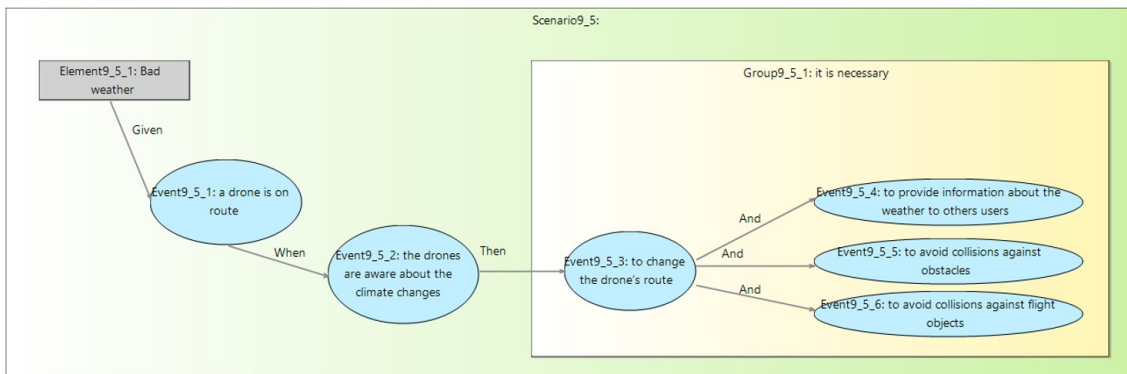 Scenario9_5:
Element9_5_1: Bad
weather
Group9_5_1: it is necessary
Given
Event9_5_1: a drone is on
route
When
Event9_5_2: the drones
are aware about the
climate changes
Then
Event9_5_3: to change
the drone's route
And
Event9_5_4: to provide information about the
weather to others users
And
Event9_5_5: to avoid collisions against
obstacles
And
Event9_5_6: to avoid collisions against flight
objects